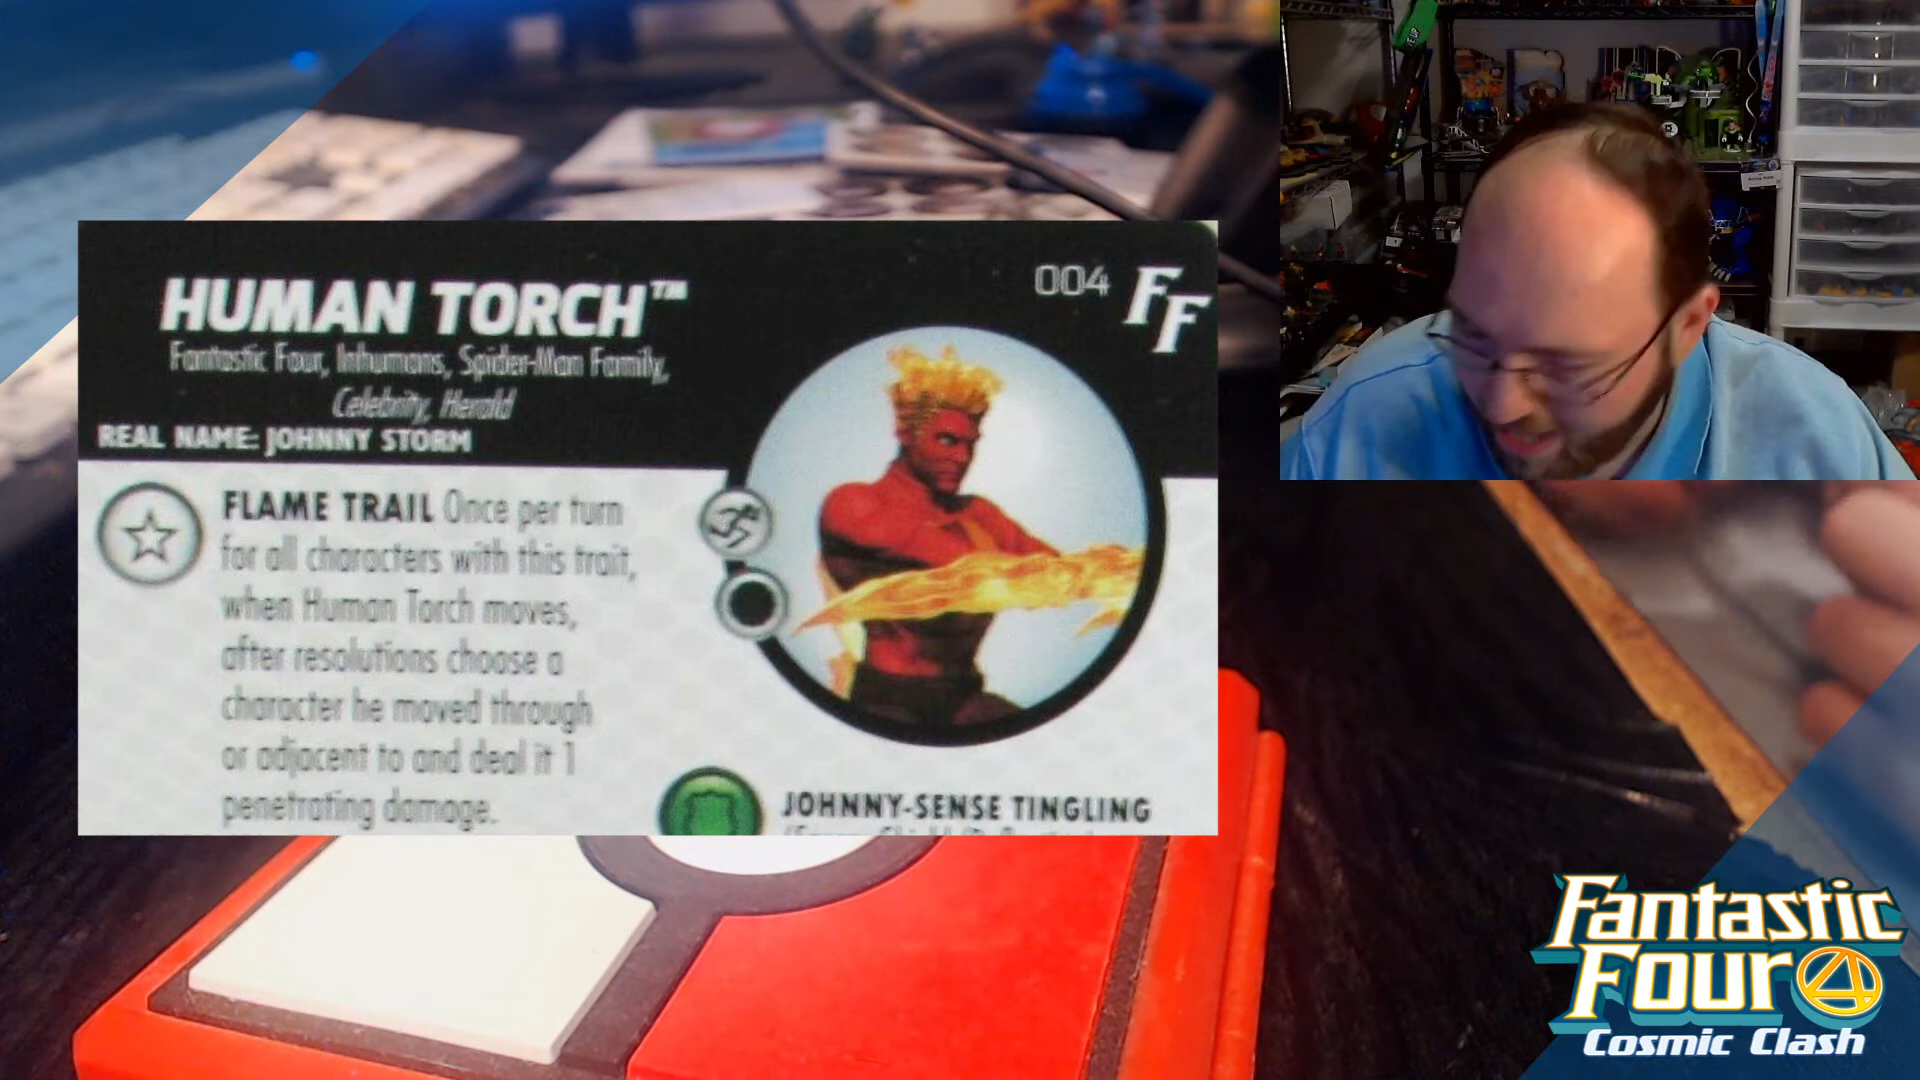 HUMAN TORCH™
004 FF
Fantastic Four, Inhumans, Spider-Man Family,
Celebrity, Herald
REAL NAME: JOHNNY STORM
FLAME TRAIL Once per turn
for all characters with this trait,
when Human Torch moves,
after resolutions choose a
character he moved through
or adjacent to and deal it 1
penetrating damage.
JOHNNY-SENSE TINGLING
Fantastic
Four 4
Cosmic Clash